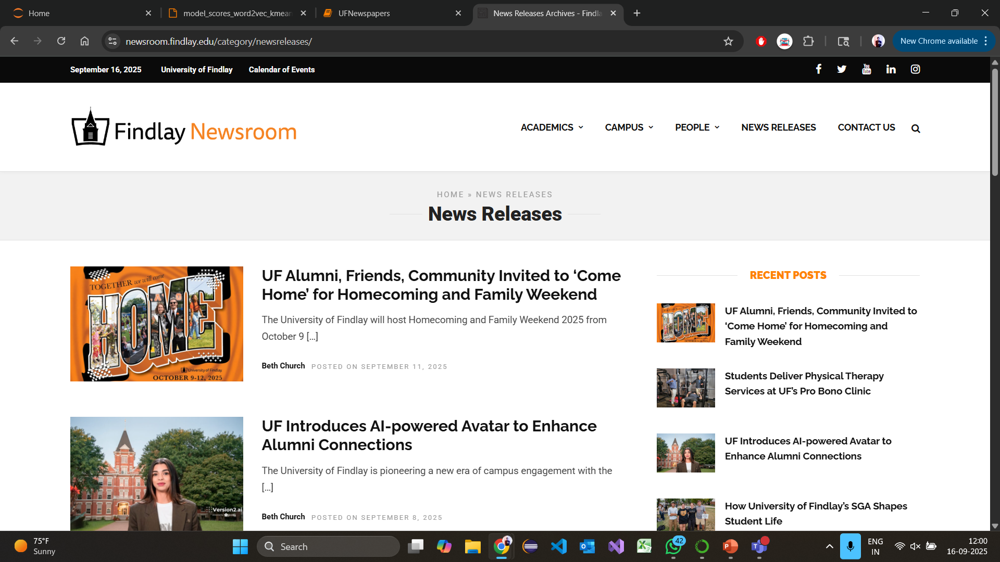 Home
model_scores_word2vec_kmean
UFNewspapers
News Releases Archives - Findla
newsroom.findlay.edu/category/newsreleases/
New Chrome available
September 16, 2025 University of Findlay Calendar of Events
Findlay Newsroom
ACADEMICS CAMPUS PEOPLE NEWS RELEASES CONTACT US
HOME » NEWS RELEASES
News Releases
TOGETHER we will come
HOME
University of Findlay
OCTOBER 9-12, 2025
UF Alumni, Friends, Community Invited to ‘Come
Home’ for Homecoming and Family Weekend
The University of Findlay will host Homecoming and Family Weekend 2025 from
October 9 [...]
Beth Church POSTED ON SEPTEMBER 11, 2025
Version2.ai
UF Introduces AI-powered Avatar to Enhance
Alumni Connections
The University of Findlay is pioneering a new era of campus engagement with the
[...]
Beth Church POSTED ON SEPTEMBER 8, 2025
RECENT POSTS
HOME
UF Alumni, Friends, Community Invited to
‘Come Home’ for Homecoming and
Family Weekend
Students Deliver Physical Therapy
Services at UF’s Pro Bono Clinic
UF Introduces AI-powered Avatar to
Enhance Alumni Connections
How University of Findlay’s SGA Shapes
Student Life
75°F
Sunny
Search
42
ENG
IN
12:00
16-09-2025